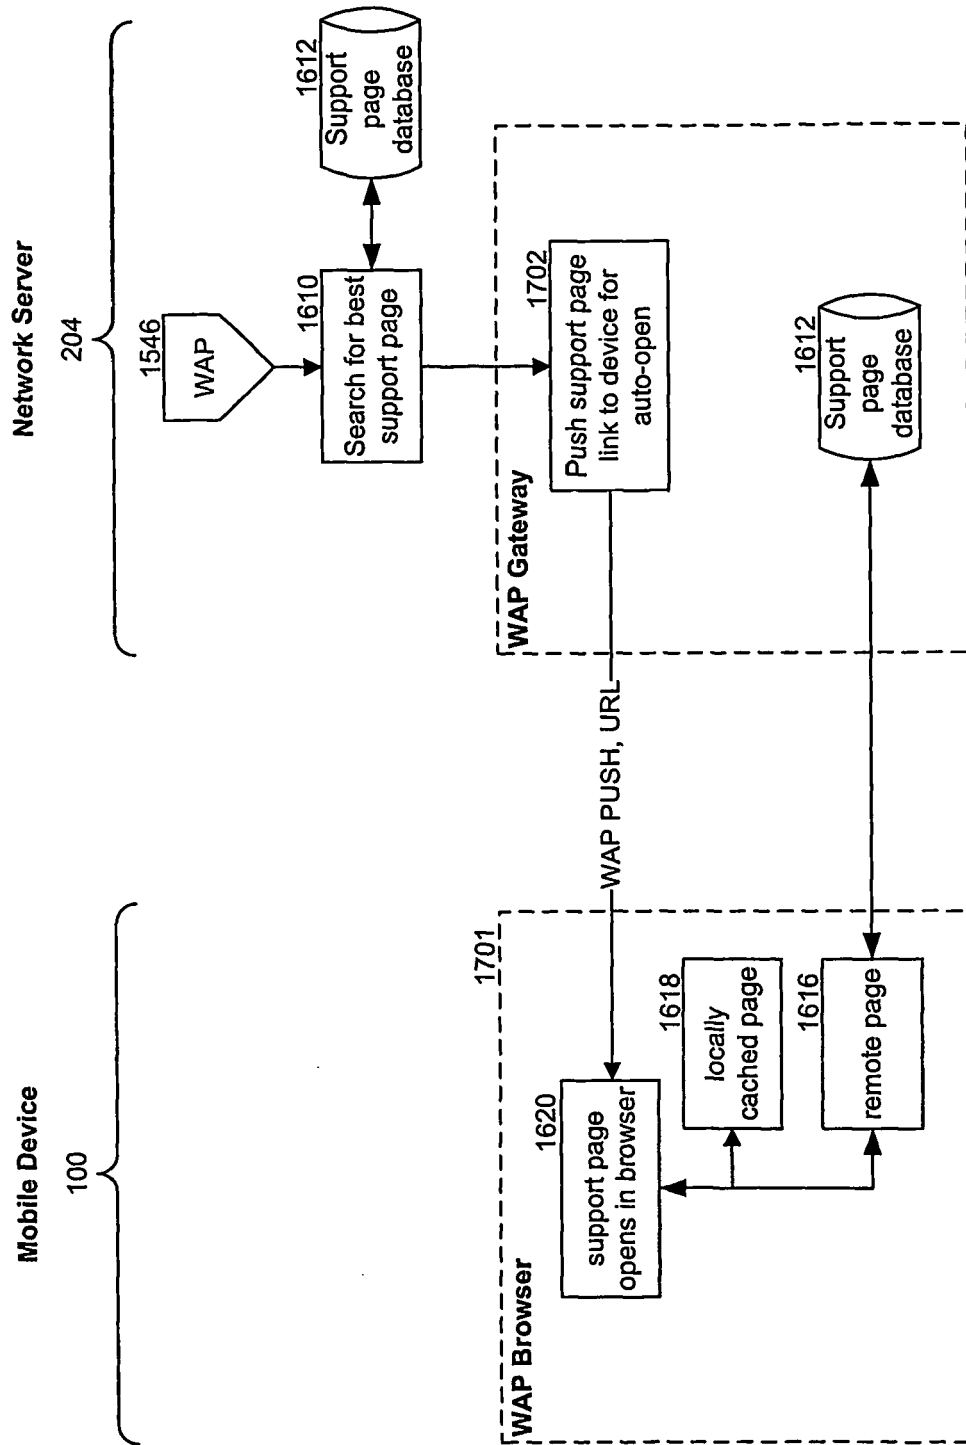 Mobile Device
100
Network Server
204
1546
WAP
1610
Search for best
support page
1612
Support
page
database
WAP Browser
1701
1620
support page
opens in browser
1618
locally
cached page
1616
remote page
WAP PUSH, URL
WAP Gateway
1702
Push support page
link to device for
auto-open
1612
Support
page
database